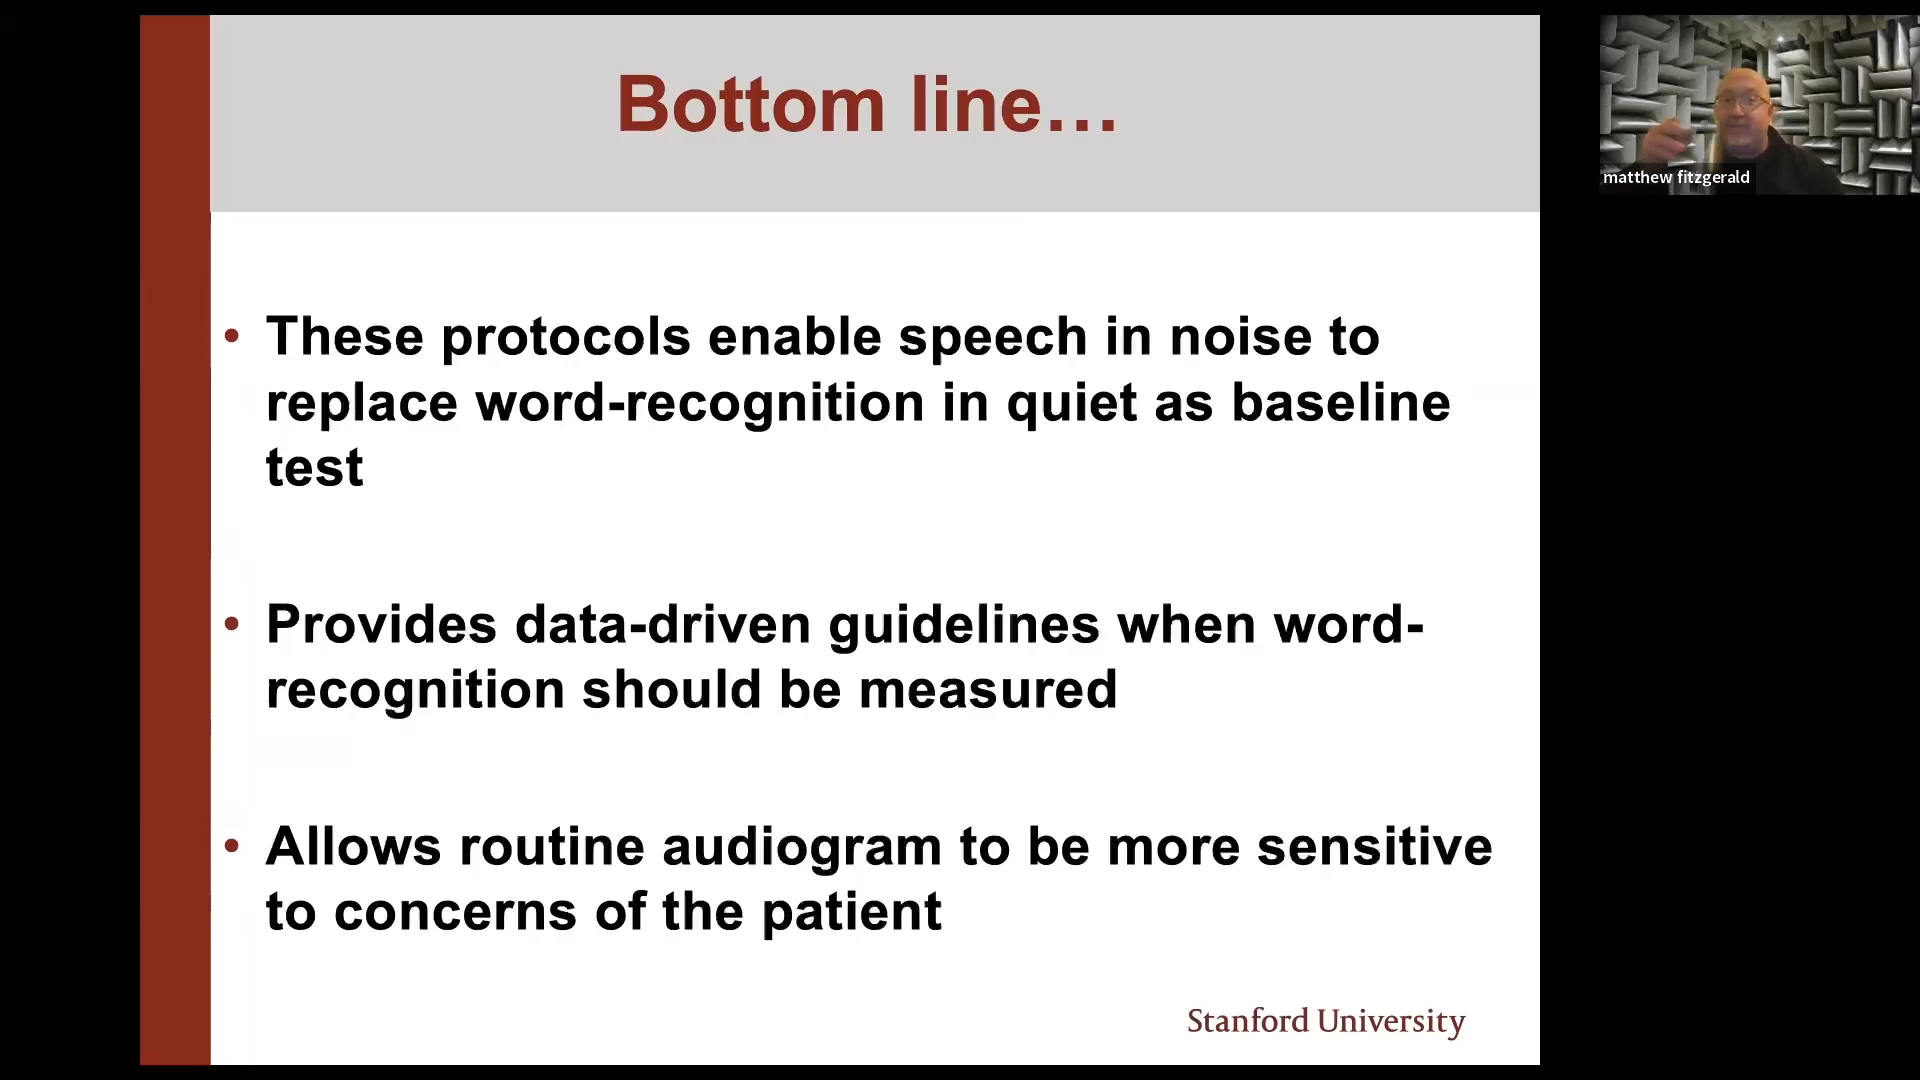 Bottom line…
matthew fitzgerald
• These protocols enable speech in noise to
replace word-recognition in quiet as baseline
test
• Provides data-driven guidelines when word-
recognition should be measured
• Allows routine audiogram to be more sensitive
to concerns of the patient
Stanford University